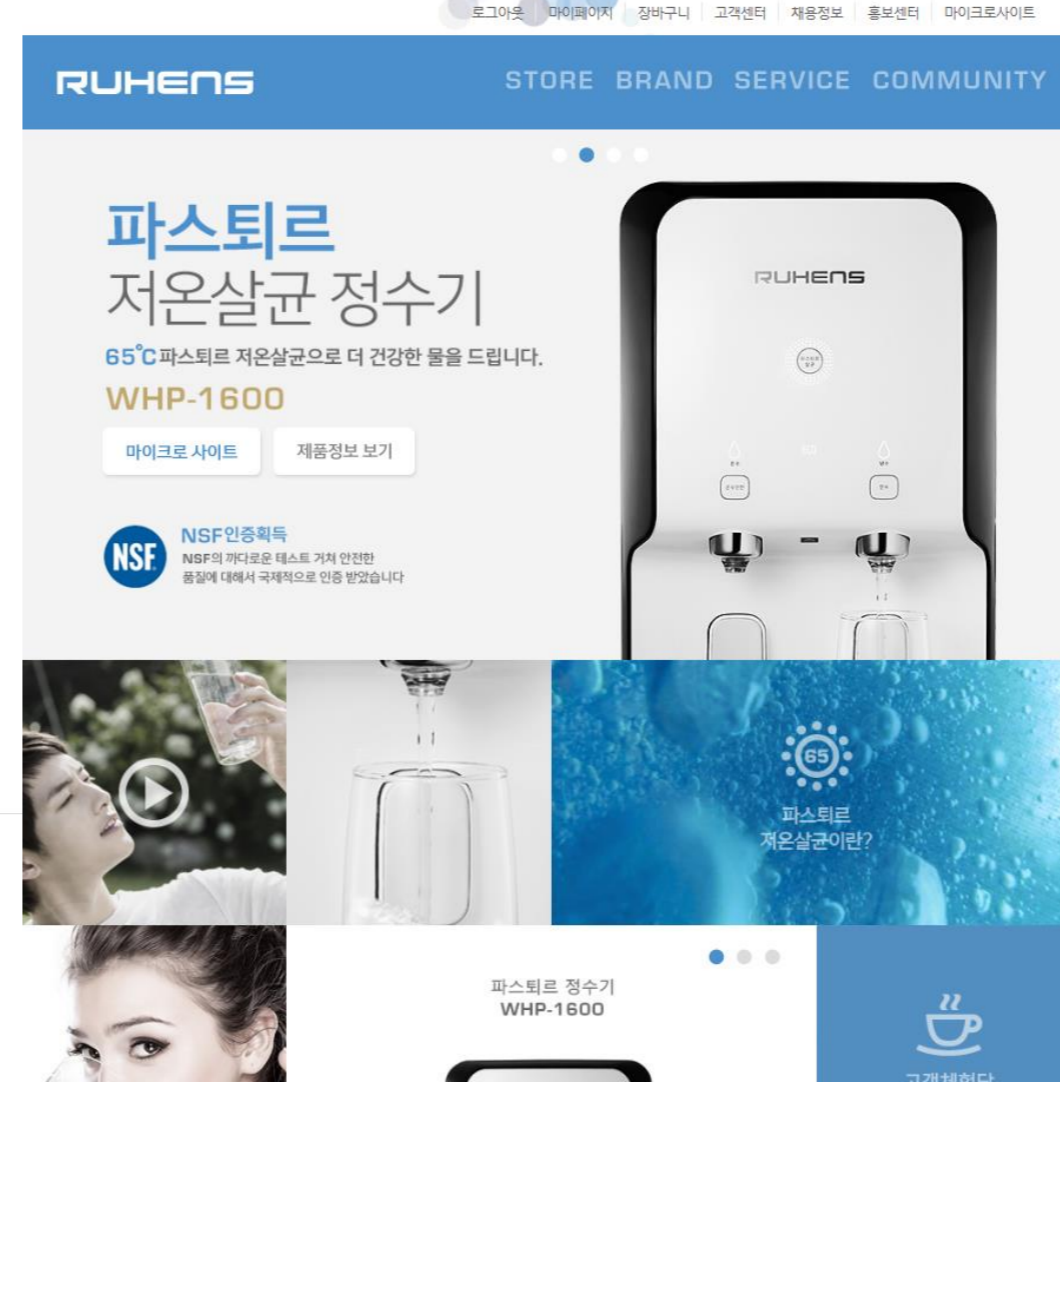 로그아웃 마이페이지 장바구니 고객센터 채용정보 홍보센터 마이크로사이트
RUHENS STORE BRAND SERVICE COMMUNITY
파스퇴르
저온살균 정수기
65°C 파스퇴르 저온살균으로 더 건강한 물을 드립니다.
WHP-1600
마이크로 사이트 제품정보 보기
NSF
NSF인증획득
NSF의 까다로운 테스트 거쳐 안전한
품질에 대해서 국제적으로 인증 받았습니다
RUHENS
65
파스퇴르
저온살균이란?
파스퇴르 정수기
WHP-1600
고객체험단